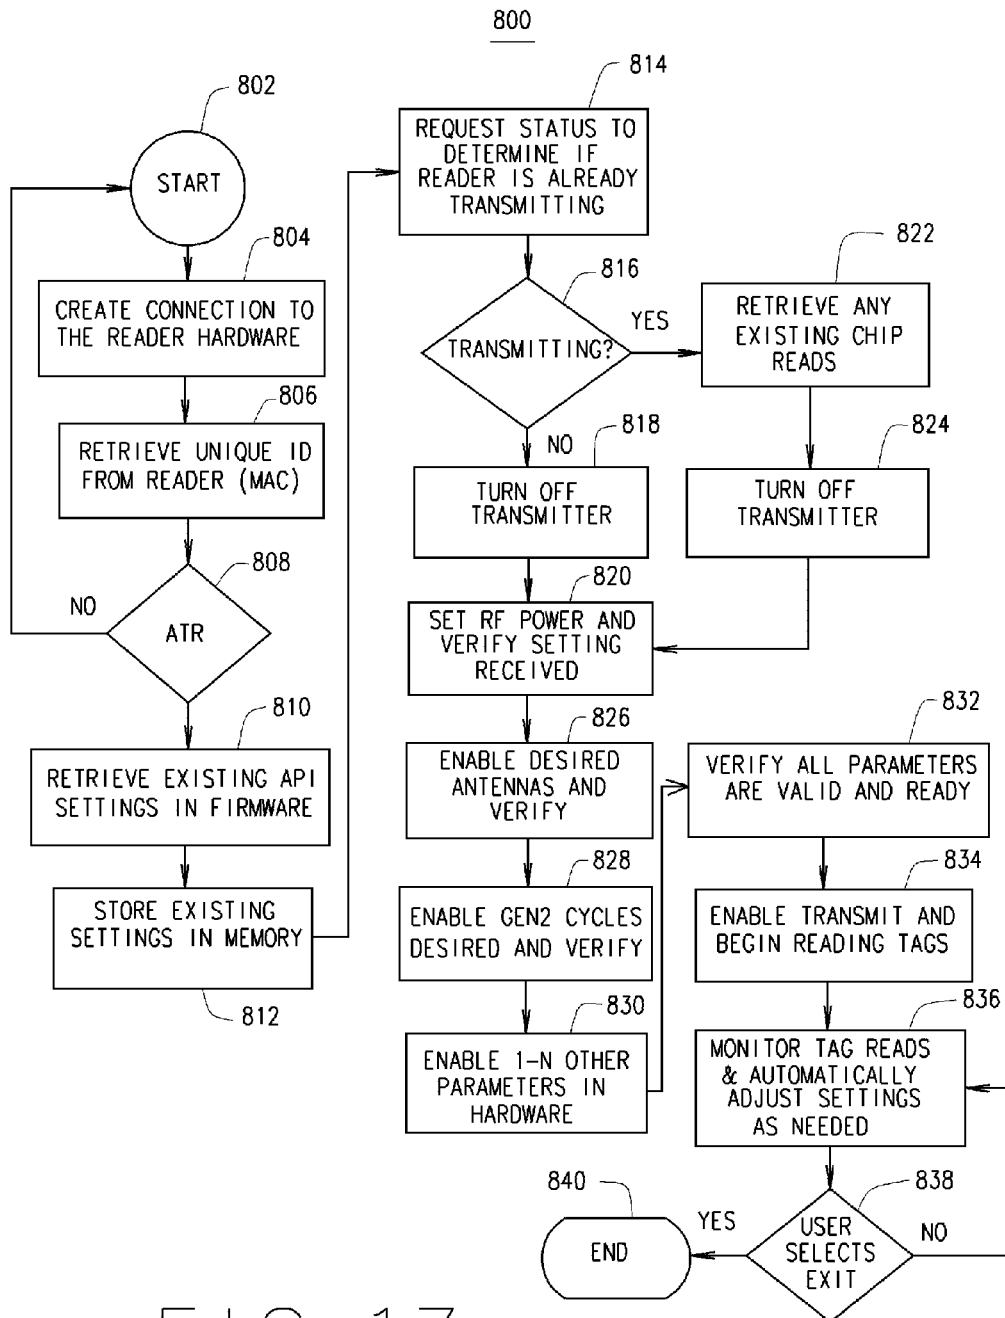 800
802
START
804
CREATE CONNECTION TO
THE READER HARDWARE
806
RETRIEVE UNIQUE ID
FROM READER (MAC)
808
NO
ATR
810
RETRIEVE EXISTING API
SETTINGS IN FIRMWARE
STORE EXISTING
SETTINGS IN MEMORY
812
814
REQUEST STATUS TO
DETERMINE IF
READER IS ALREADY
TRANSMITTING
816
TRANSMITTING?
YES
NO
818
TURN OFF
TRANSMITTER
820
SET RF POWER AND
VERIFY SETTING
RECEIVED
822
RETRIEVE ANY
EXISTING CHIP
READS
824
TURN OFF
TRANSMITTER
826
ENABLE DESIRED
ANTENNAS AND
VERIFY
828
ENABLE GEN2 CYCLES
DESIRED AND VERIFY
830
ENABLE 1-N OTHER
PARAMETERS IN
HARDWARE
832
VERIFY ALL PARAMETERS
ARE VALID AND READY
834
ENABLE TRANSMIT AND
BEGIN READING TAGS
836
MONITOR TAG READS
& AUTOMATICALLY
ADJUST SETTINGS
AS NEEDED
838
USER
SELECTS
EXIT
NO
YES
840
END
FIG. 17